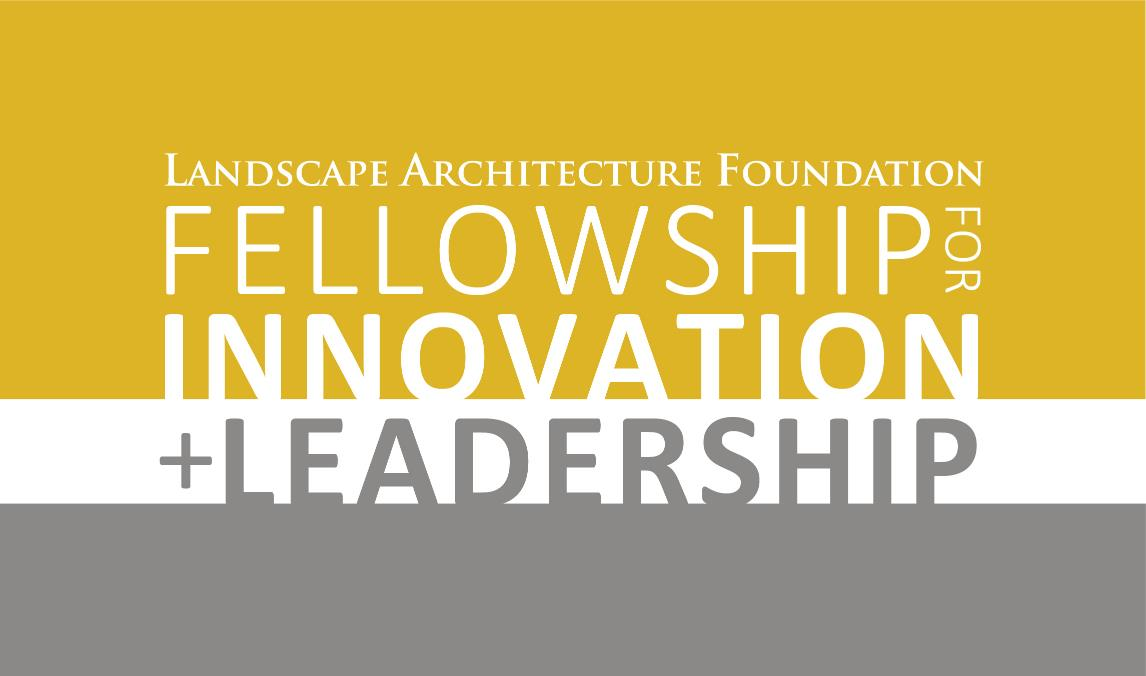 LANDSCAPE ARCHITECTURE FOUNDATION
FELLOWSHIP FOR
INNOVATION
+LEADERSHIP